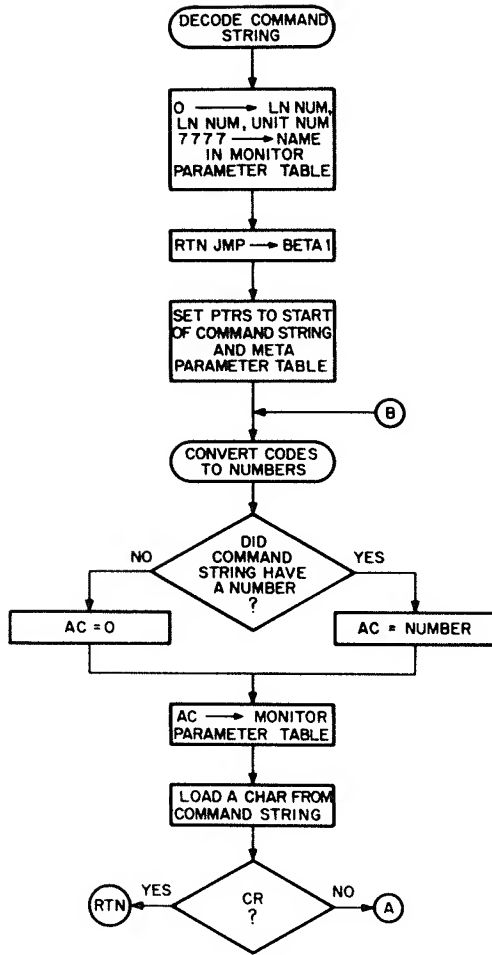 DECODE COMMAND
STRING
0 → LN NUM,
LN NUM, UNIT NUM
7777 → NAME
IN MONITOR
PARAMETER TABLE
RTN JMP → BETA 1
SET PTRS TO START
OF COMMAND STRING
AND META
PARAMETER TABLE
B
CONVERT CODES
TO NUMBERS
DID
COMMAND
STRING HAVE
A NUMBER
?
NO
YES
AC = 0
AC = NUMBER
AC → MONITOR
PARAMETER TABLE
LOAD A CHAR FROM
COMMAND STRING
CR
?
YES
NO
RTN
A